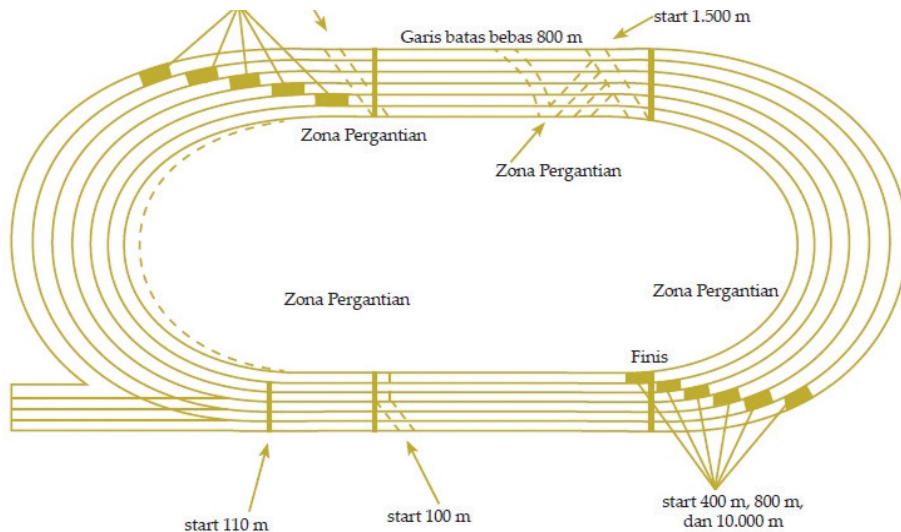 start 1.500 m
Garis batas bebas 800 m
Zona Pergantian
Zona Pergantian
Zona Pergantian
Zona Pergantian
Finis
start 110 m
start 100 m
start 400 m, 800 m,
dan 10.000 m